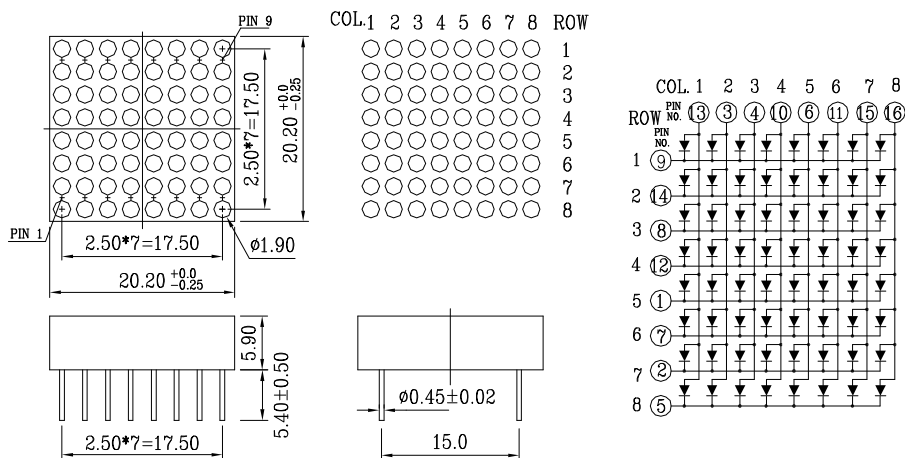 PIN 9
2.50*7=17.50
20.20 +0.0 -0.25
PIN 1
2.50*7=17.50
ø1.90
20.20 +0.0 -0.25
COL. 1 2 3 4 5 6 7 8 ROW
1
2
3
4
5
6
7
8
5.90
5.40±0.50
2.50*7=17.50
ø0.45±0.02
15.0
COL. 1 2 3 4 5 6 7 8
ROW PIN NO. 13 3 4 10 6 11 15 16
PIN NO.
1 9
2 14
3 8
4 12
5 1
6 7
7 2
8 5